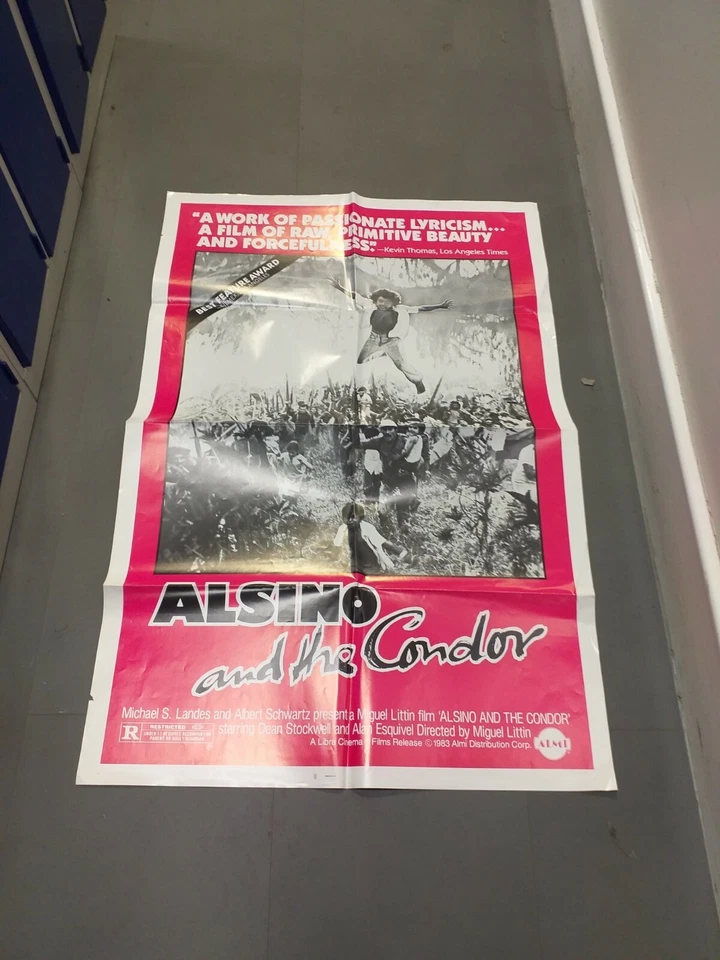 "A WORK OF PASSIONATE LYRICISM...
A FILM OF RAW, PRIMITIVE BEAUTY
AND FORCEFULNESS." —Kevin Thomas, Los Angeles Times
BEST FEATURE AWARD
ALSINO
and the Condor
Michael S. Landes and Albert Schwartz present a Miguel Littin film 'ALSINO AND THE CONDOR'
starring Dean Stockwell and Alan Esquivel Directed by Miguel Littin
R RESTRICTED
A Libra Cinema Films Release © 1983 Almi Distribution Corp.
ALMI